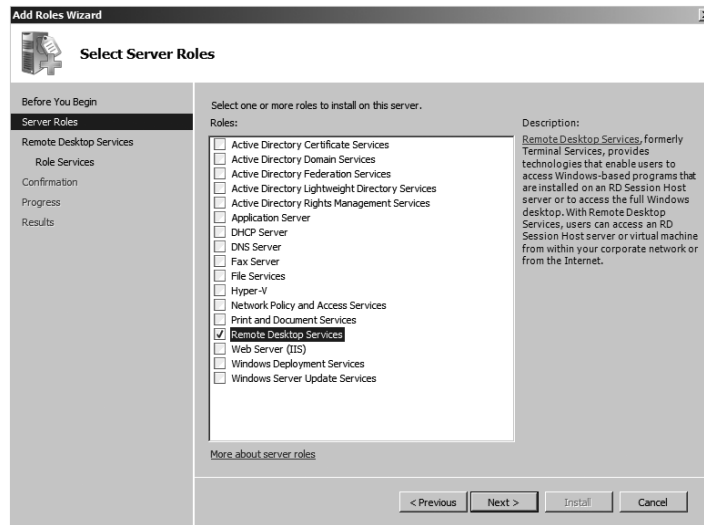 Add Roles Wizard
Select Server Roles
Before You Begin
Server Roles
Remote Desktop Services
Role Services
Confirmation
Progress
Results
Select one or more roles to install on this server.
Roles:
Active Directory Certificate Services
Active Directory Domain Services
Active Directory Federation Services
Active Directory Lightweight Directory Services
Active Directory Rights Management Services
Application Server
DHCP Server
DNS Server
Fax Server
File Services
Hyper-V
Network Policy and Access Services
Print and Document Services
Remote Desktop Services
Web Server (IIS)
Windows Deployment Services
Windows Server Update Services
More about server roles
Description:
Remote Desktop Services, formerly
Terminal Services, provides
technologies that enable users to
access Windows-based programs that
are installed on an RD Session Host
server or to access the full Windows
desktop. With Remote Desktop
Services, users can access an RD
Session Host server or virtual machine
from within your corporate network or
from the Internet.
< Previous
Next >
Install
Cancel